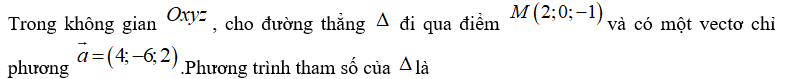 Trong không gian Oxyz, cho đường thẳng Δ đi qua điểm M(2;0;−1) và có một vectơ chỉ
phương a⃗=(4;−6;2).Phương trình tham số của Δ là